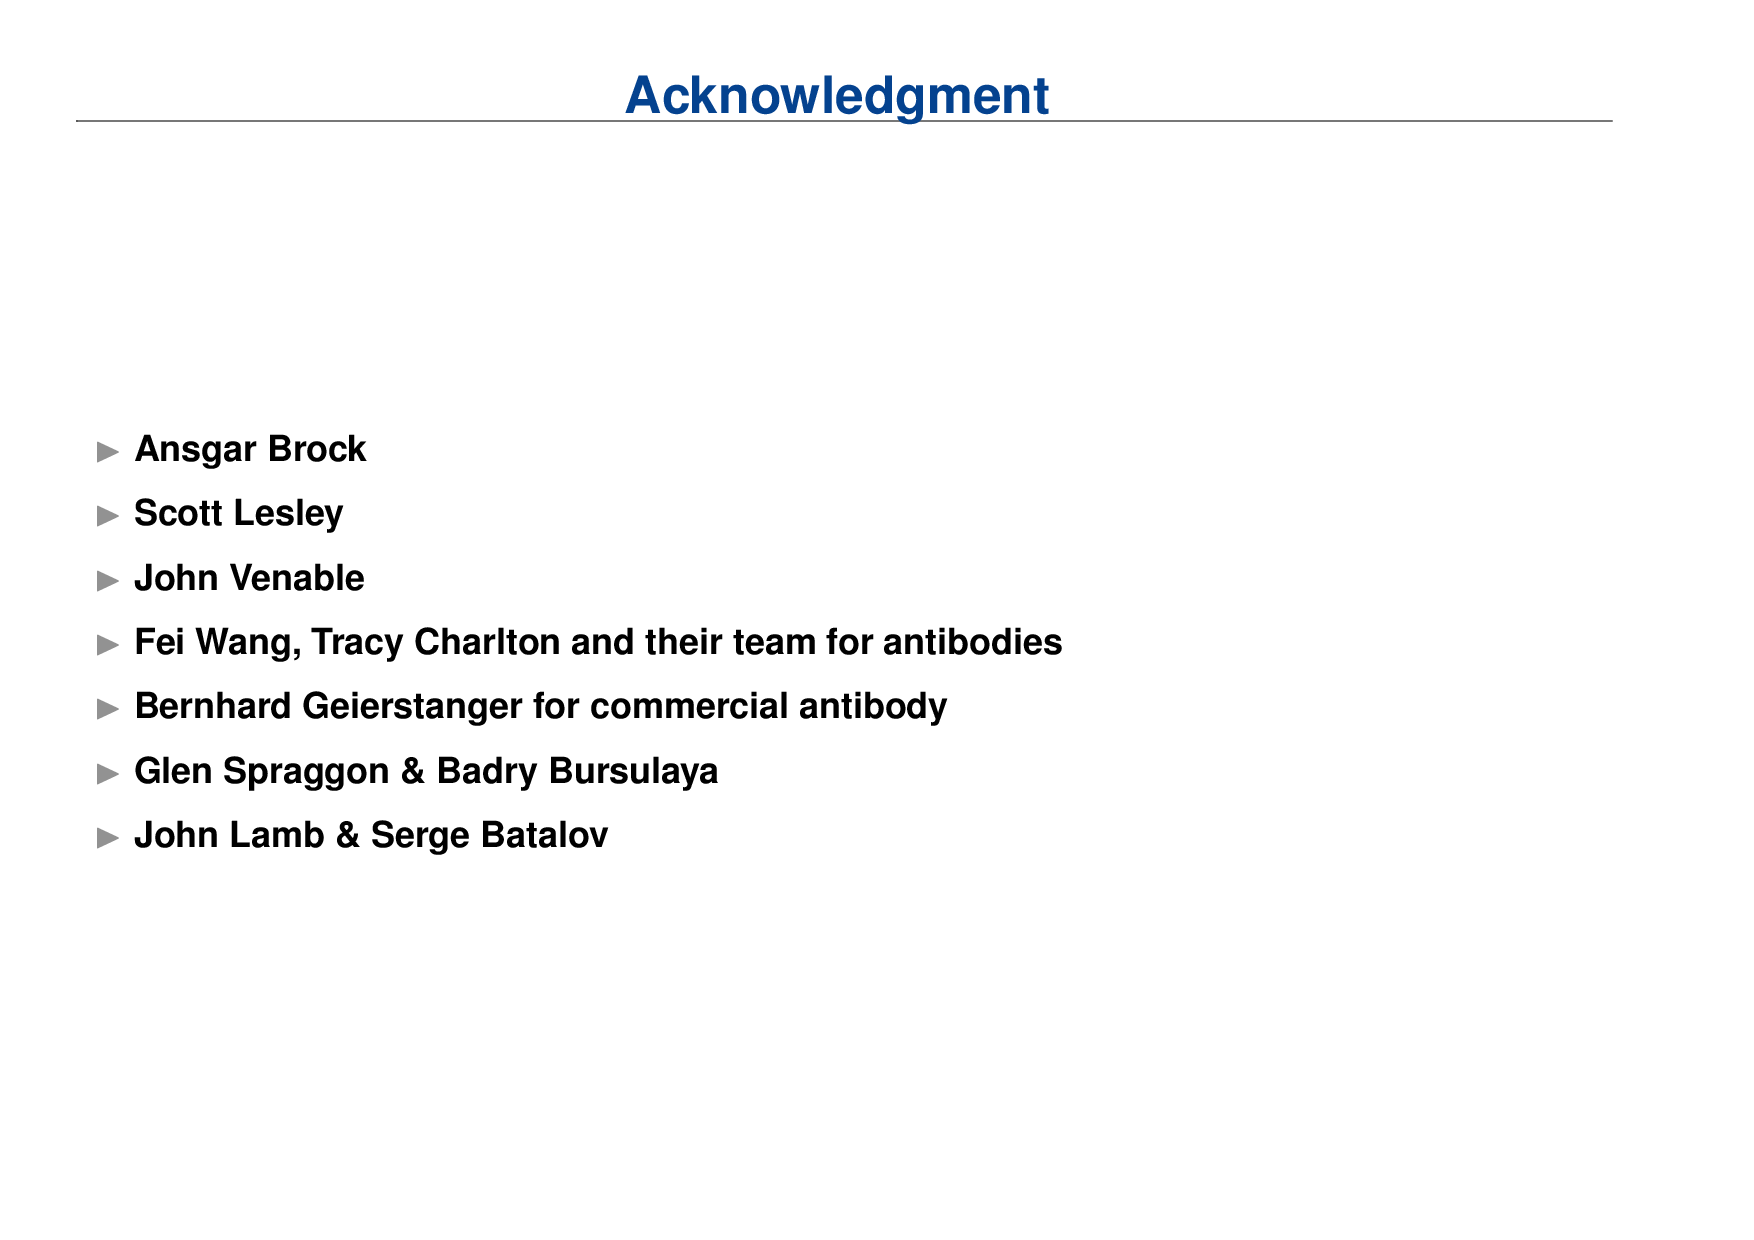 Acknowledgment
Ansgar Brock
Scott Lesley
John Venable
Fei Wang, Tracy Charlton and their team for antibodies
Bernhard Geierstanger for commercial antibody
Glen Spraggon & Badry Bursulaya
John Lamb & Serge Batalov